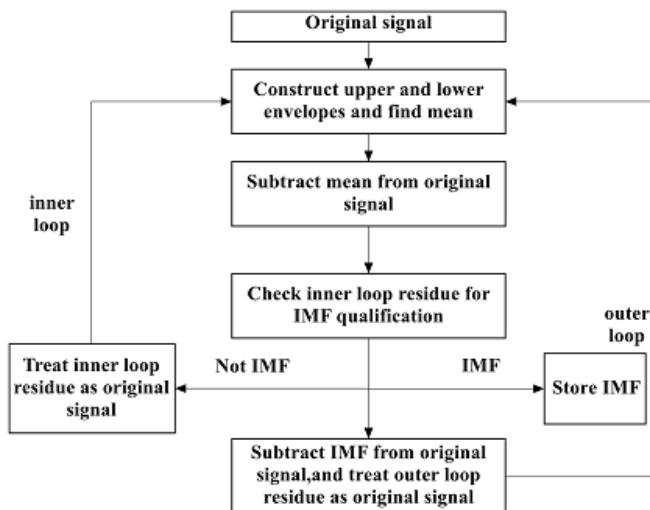 Original signal
Construct upper and lower
envelopes and find mean
Subtract mean from original
signal
inner
loop
Check inner loop residue for
IMF qualification
outer
loop
Treat inner loop
residue as original
signal
Not IMF
IMF
Store IMF
Subtract IMF from original
signal,and treat outer loop
residue as original signal